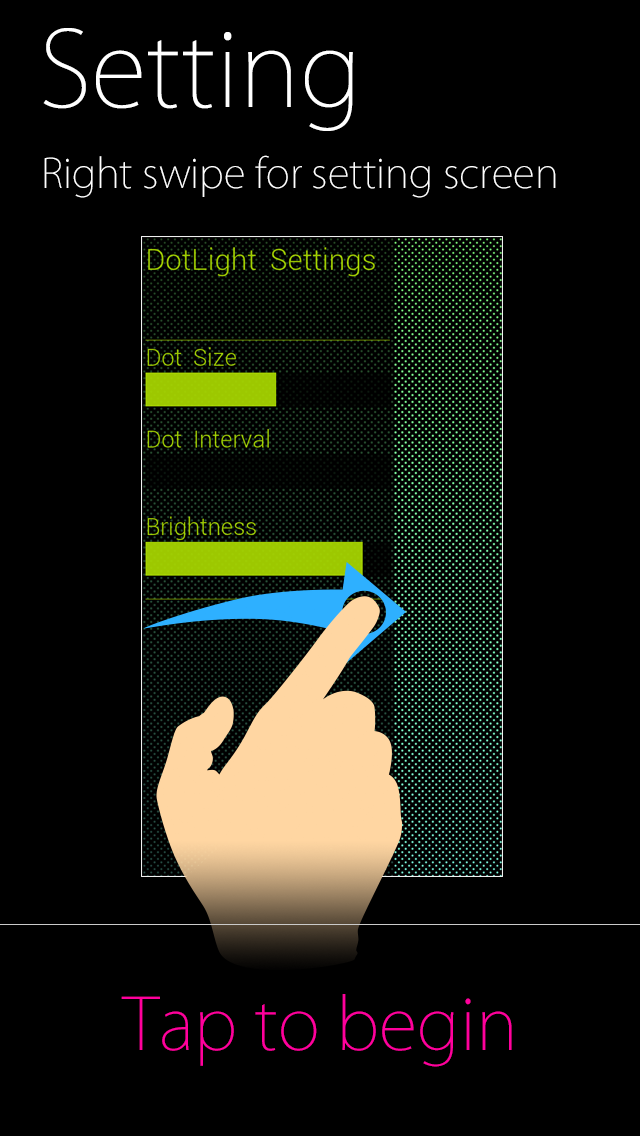 Setting
Right swipe for setting screen
DotLight Settings
Dot Size
Dot Interval
Brightness
Tap to begin